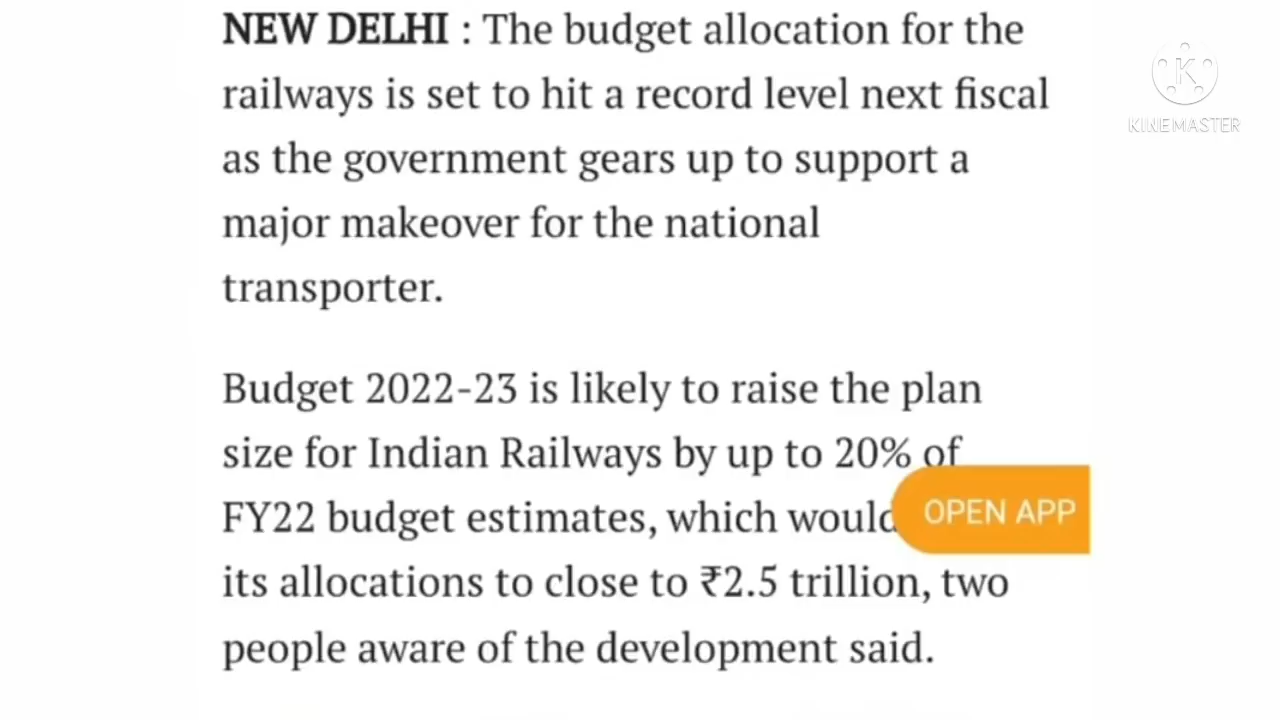 NEW DELHI : The budget allocation for the
railways is set to hit a record level next fiscal
as the government gears up to support a
major makeover for the national
transporter.
Budget 2022-23 is likely to raise the plan
size for Indian Railways by up to 20% of
FY22 budget estimates, which would
OPEN APP
its allocations to close to ₹2.5 trillion, two
people aware of the development said.
K
KINEMASTER